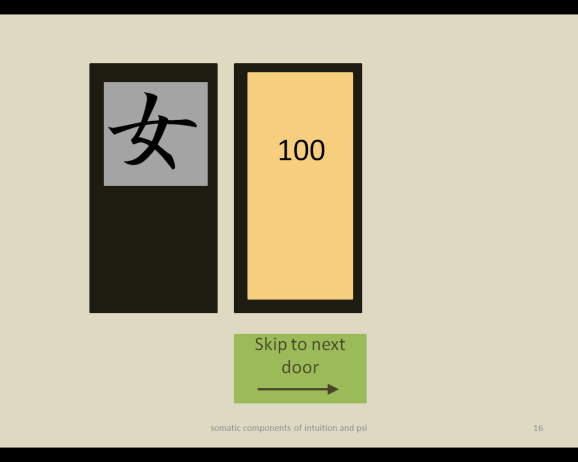 女
100
Skip to next
door
somatic components of intuition and psi
16